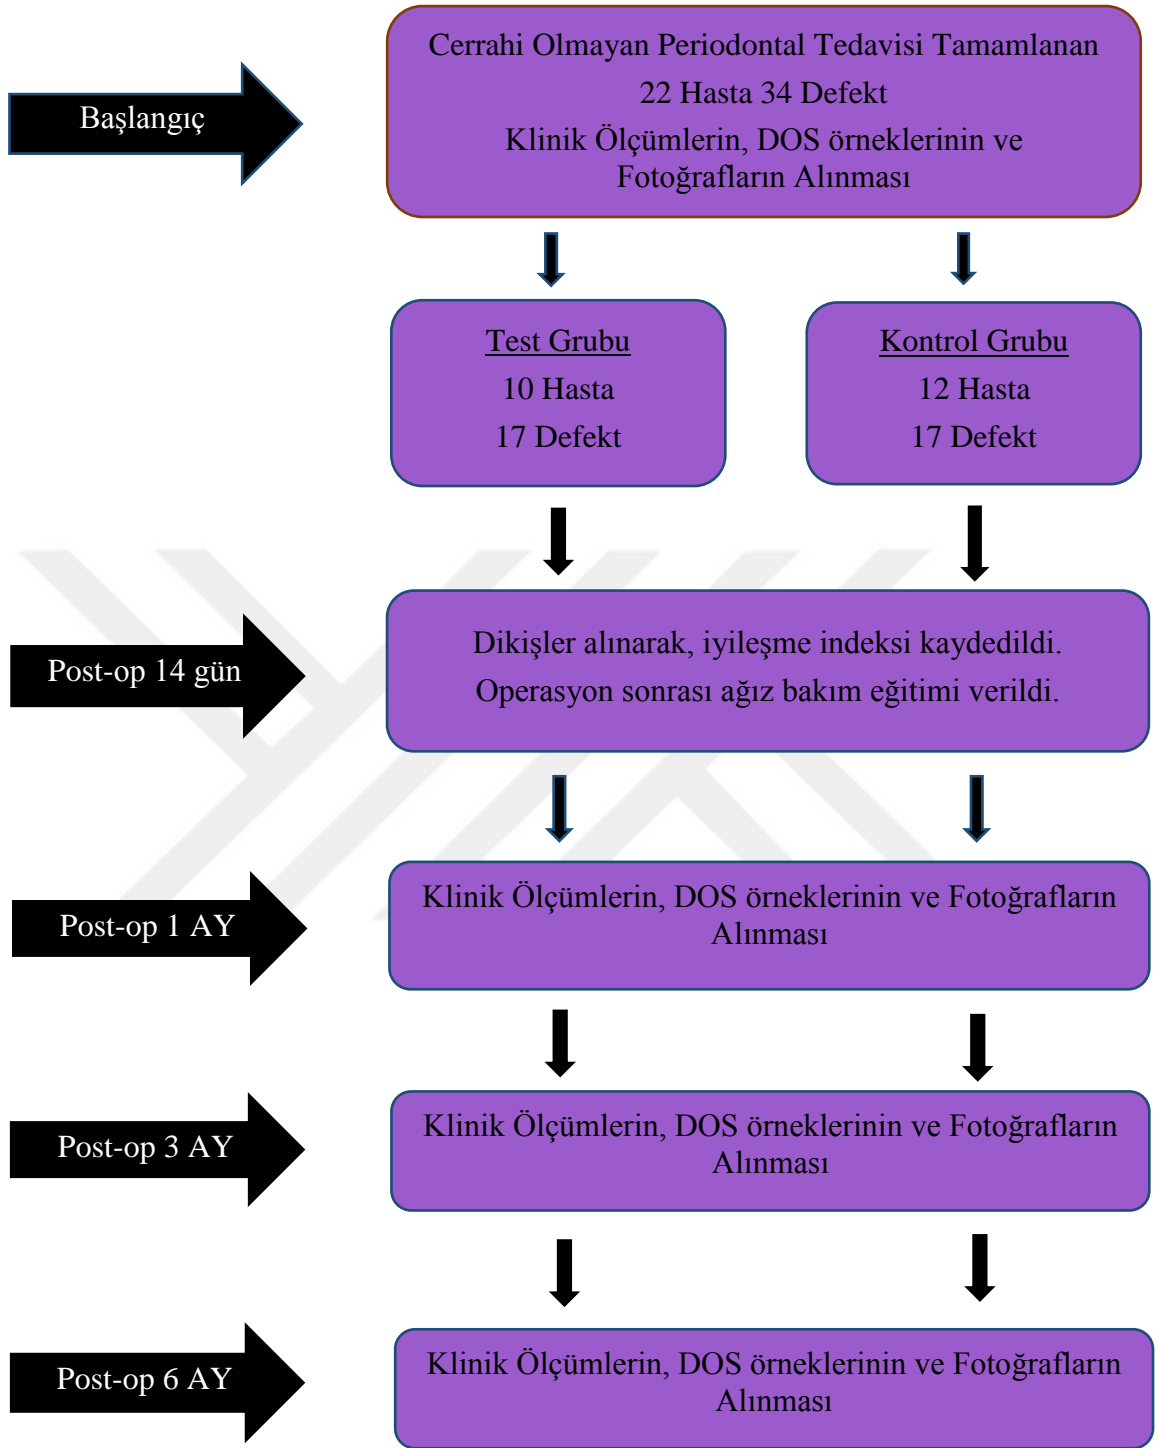 Başlangıç
Cerrahi Olmayan Periodontal Tedavisi Tamamlanan
22 Hasta 34 Defekt
Klinik Ölçümlerin, DOS örneklerinin ve
Fotoğrafların Alınması
Test Grubu
10 Hasta
17 Defekt
Kontrol Grubu
12 Hasta
17 Defekt
Post-op 14 gün
Dikişler alınarak, iyileşme indeksi kaydedildi.
Operasyon sonrası ağız bakım eğitimi verildi.
Post-op 1 AY
Klinik Ölçümlerin, DOS örneklerinin ve Fotoğrafların
Alınması
Post-op 3 AY
Klinik Ölçümlerin, DOS örneklerinin ve Fotoğrafların
Alınması
Post-op 6 AY
Klinik Ölçümlerin, DOS örneklerinin ve Fotoğrafların
Alınması